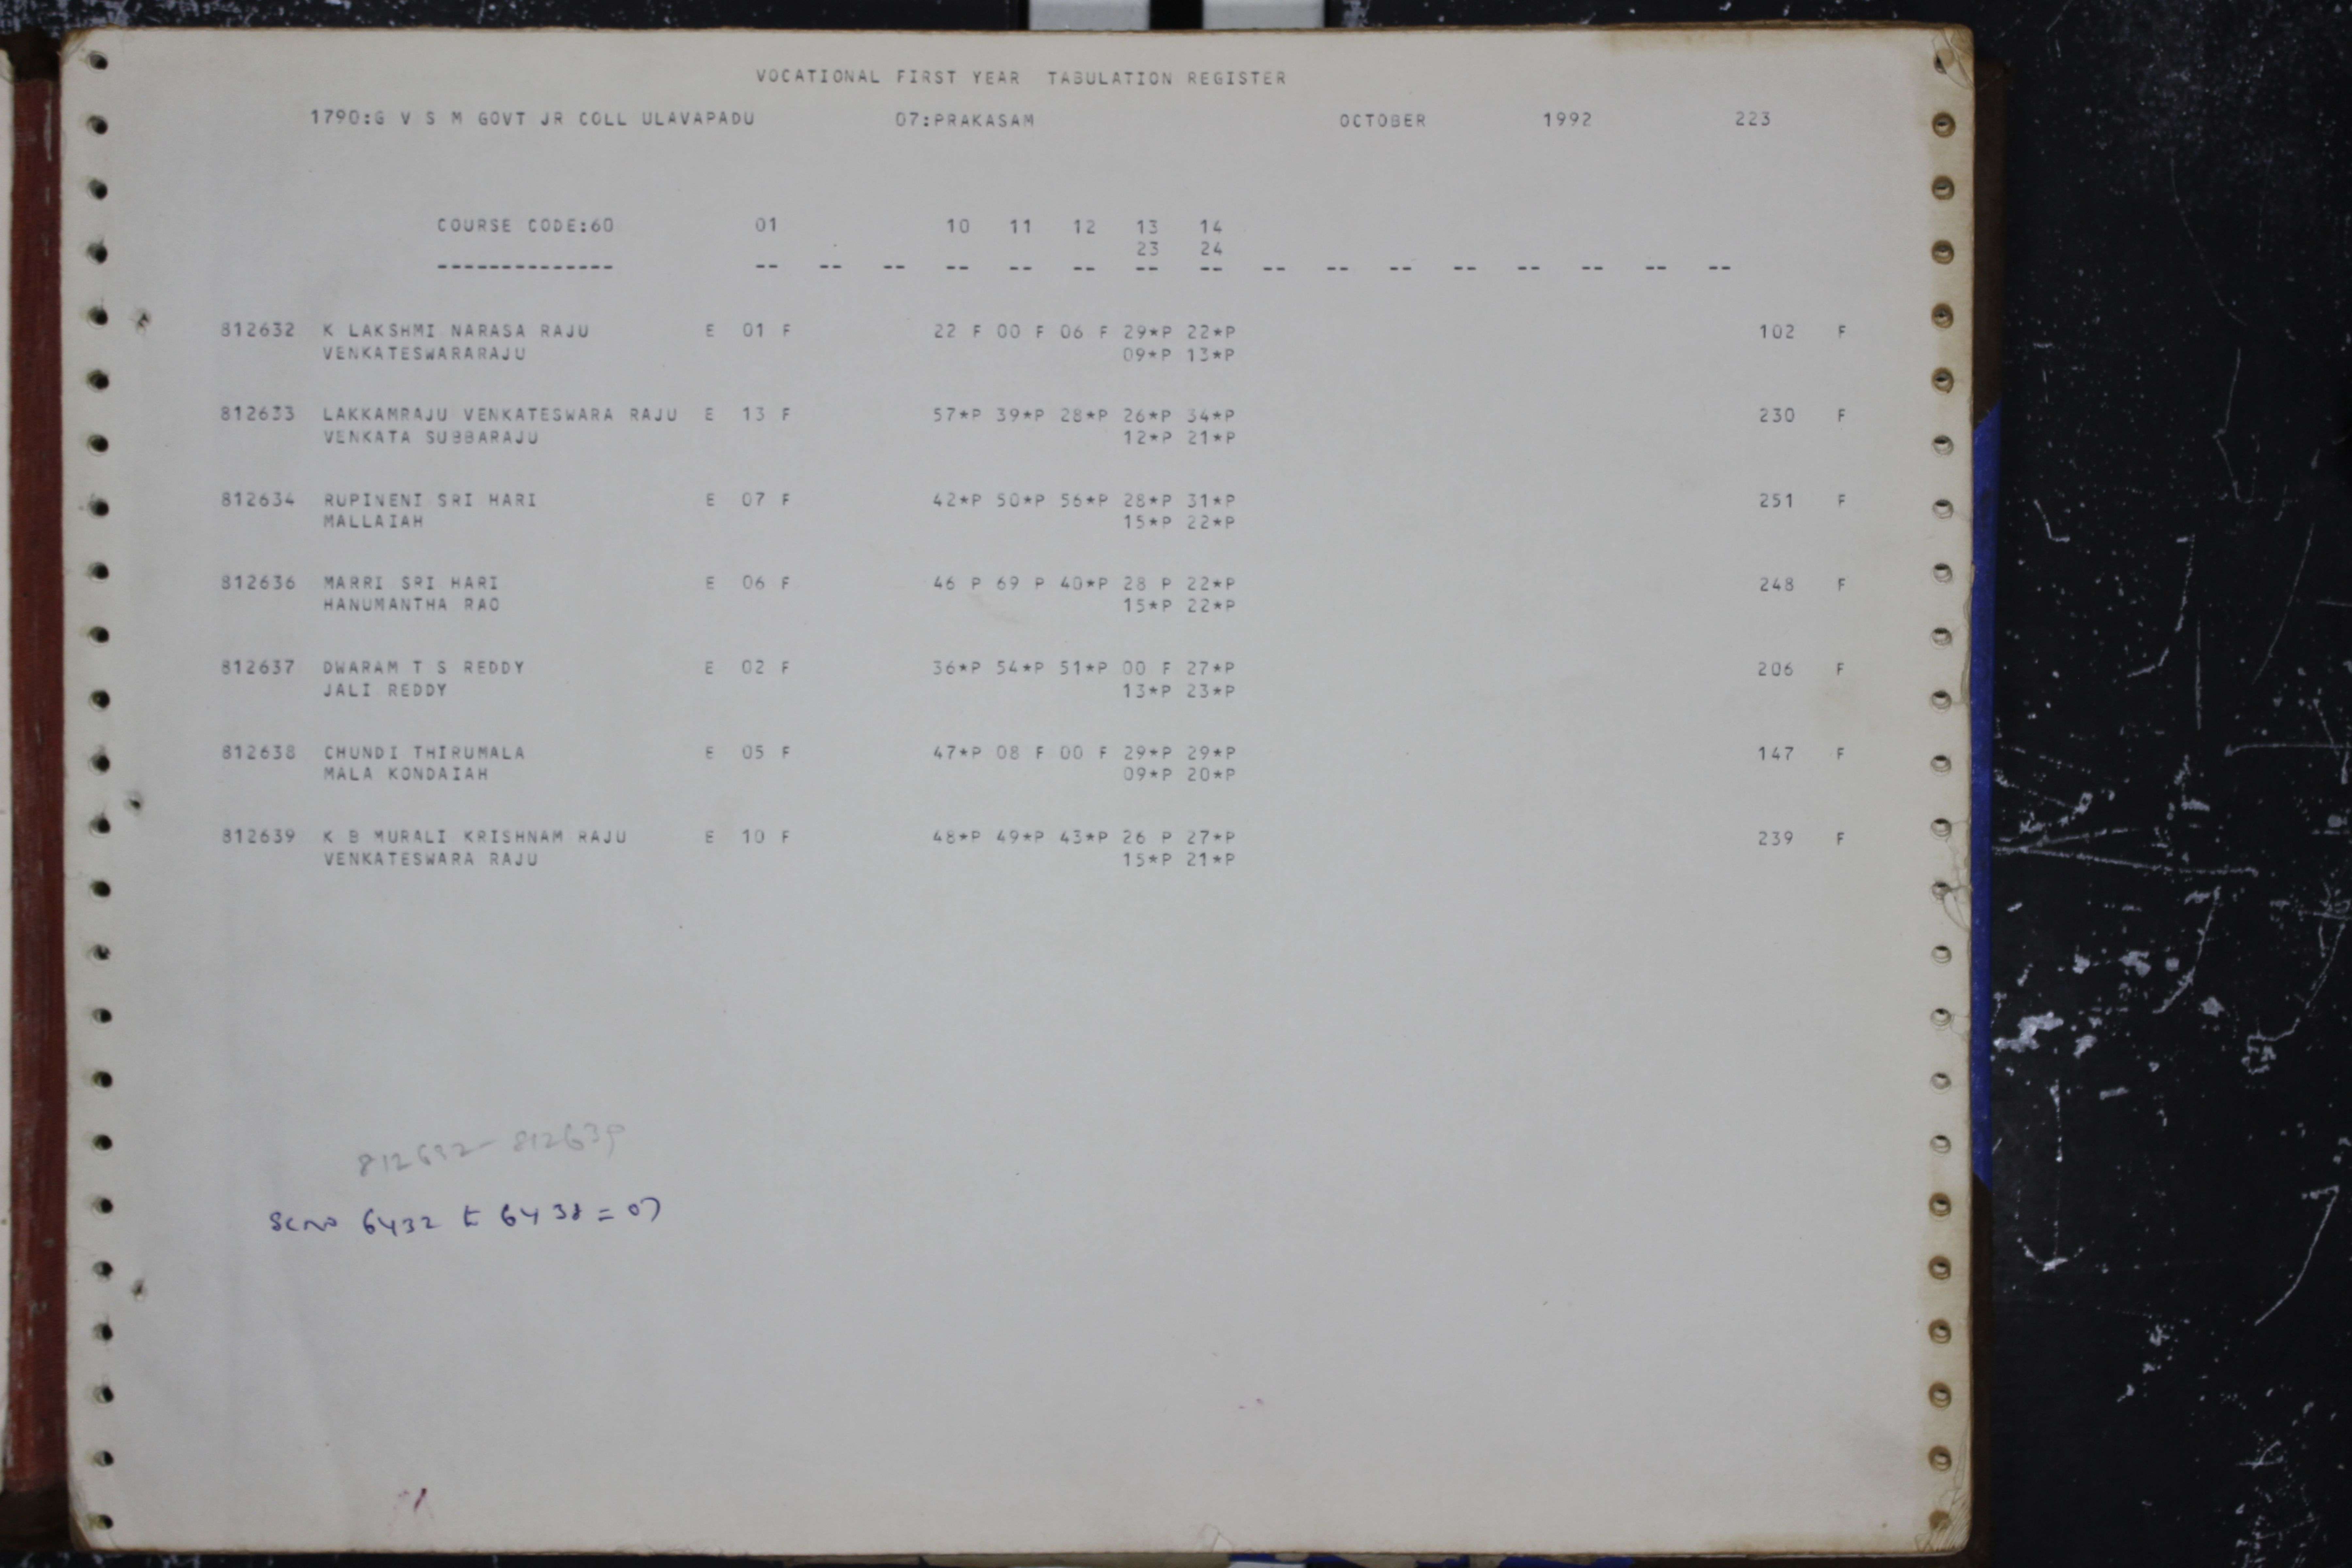 VOCATIONAL FIRST YEAR TABULATION REGISTER
1790:G V S M GOVT JR COLL ULAVAPADU 07:PRAKASAM OCTOBER 1992 223
COURSE CODE:60 01 10 11 12 13 14
23 24
-------------- -- -- -- -- -- -- -- -- -- -- -- -- -- -- -- --
812632 K LAKSHMI NARASA RAJU E 01 F 22 F 00 F 06 F 29*P 22*P 102 F
VENKATESWARARAJU 09*P 13*P
812633 LAKKAMRAJU VENKATESWARA RAJU E 13 F 57*P 39*P 28*P 26*P 34*P 230 F
VENKATA SUBBARAJU 12*P 21*P
812634 RUPINENI SRI HARI E 07 F 42*P 50*P 56*P 28*P 31*P 251 F
MALLAIAH 15*P 22*P
812636 MARRI SRI HARI E 06 F 46 P 69 P 40*P 28 P 22*P 248 F
HANUMANTHA RAO 15*P 22*P
812637 DWARAM T S REDDY E 02 F 36*P 54*P 51*P 00 F 27*P 206 F
JALI REDDY 13*P 23*P
812638 CHUNDI THIRUMALA E 05 F 47*P 08 F 00 F 29*P 29*P 147 F
MALA KONDAIAH 09*P 20*P
812639 K B MURALI KRISHNAM RAJU E 10 F 48*P 49*P 43*P 26 P 27*P 239 F
VENKATESWARA RAJU 15*P 21*P
812632 - 812639
6432 6438 = 07